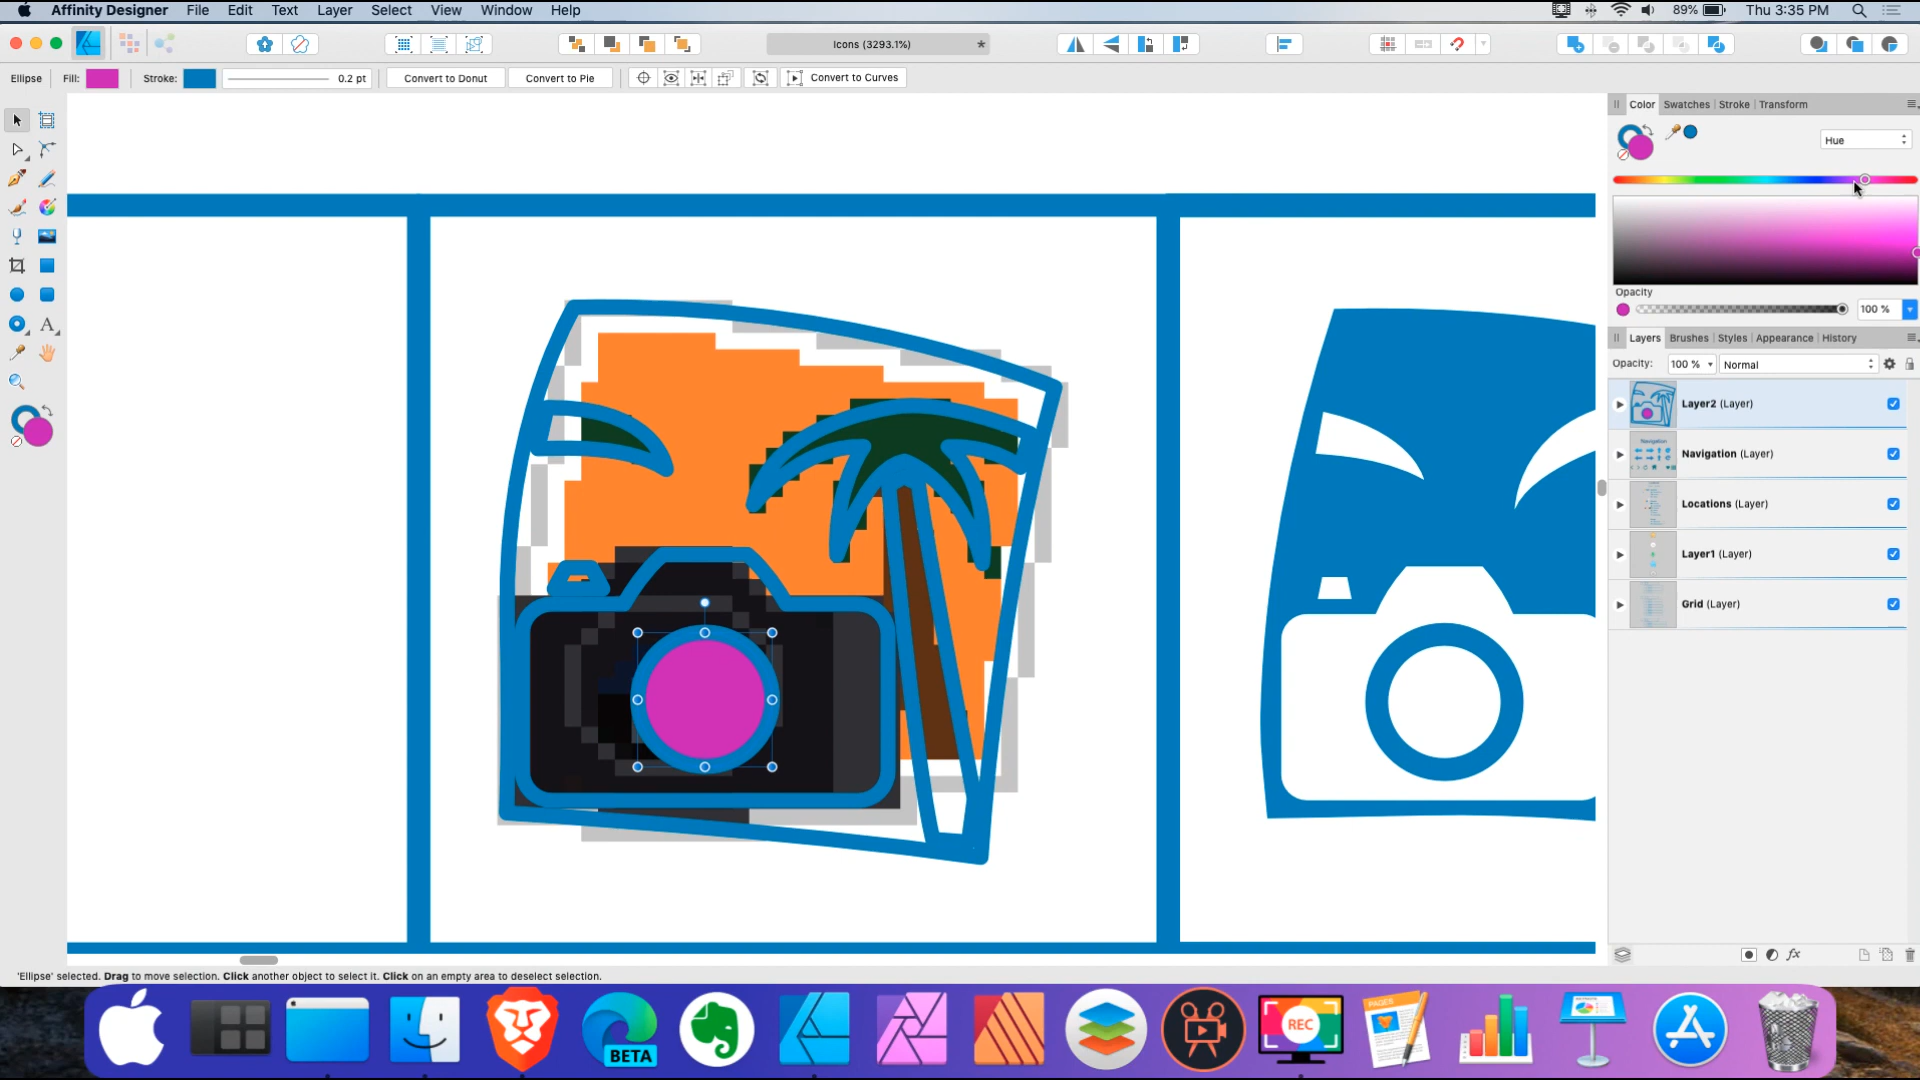 Affinity Designer File Edit Text Layer Select View Window Help 89% Thu 3:35 PM
Icons (3293.1%) *
Ellipse Fill: Stroke: 0.2 pt Convert to Donut Convert to Pie Convert to Curves
Color Swatches Stroke Transform
Hue
A
Opacity
100 %
Layers Brushes Styles Appearance History
Opacity: 100 % Normal
Layer2 (Layer)
Navigation (Layer)
Locations (Layer)
Layer1 (Layer)
Grid (Layer)
fx
'Ellipse' selected. Drag to move selection. Click another object to select it. Click on an empty area to deselect selection.
BETA
REC
PAGES